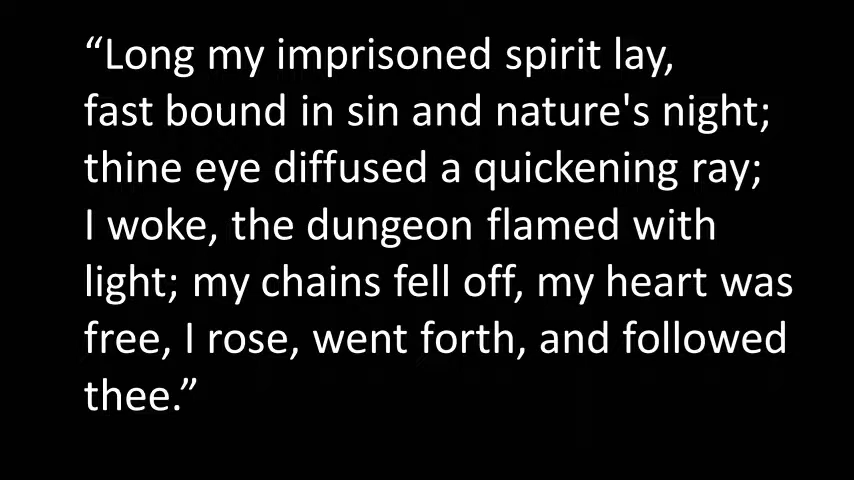 “Long my imprisoned spirit lay,
fast bound in sin and nature's night;
thine eye diffused a quickening ray;
I woke, the dungeon flamed with
light; my chains fell off, my heart was
free, I rose, went forth, and followed
thee.”